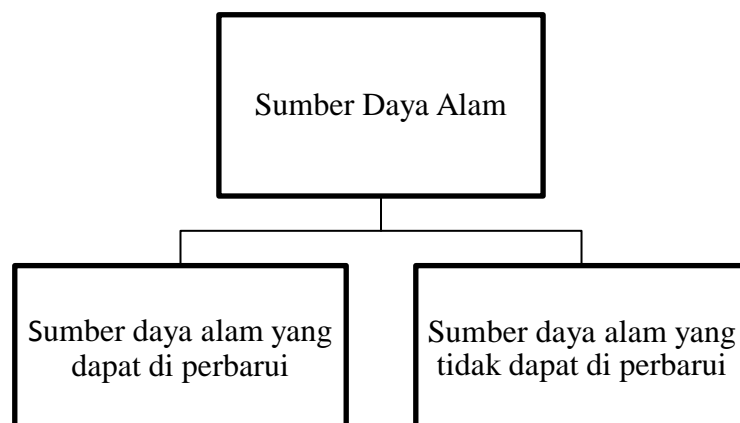 Sumber Daya Alam
Sumber daya alam yang
dapat di perbarui
Sumber daya alam yang
tidak dapat di perbarui